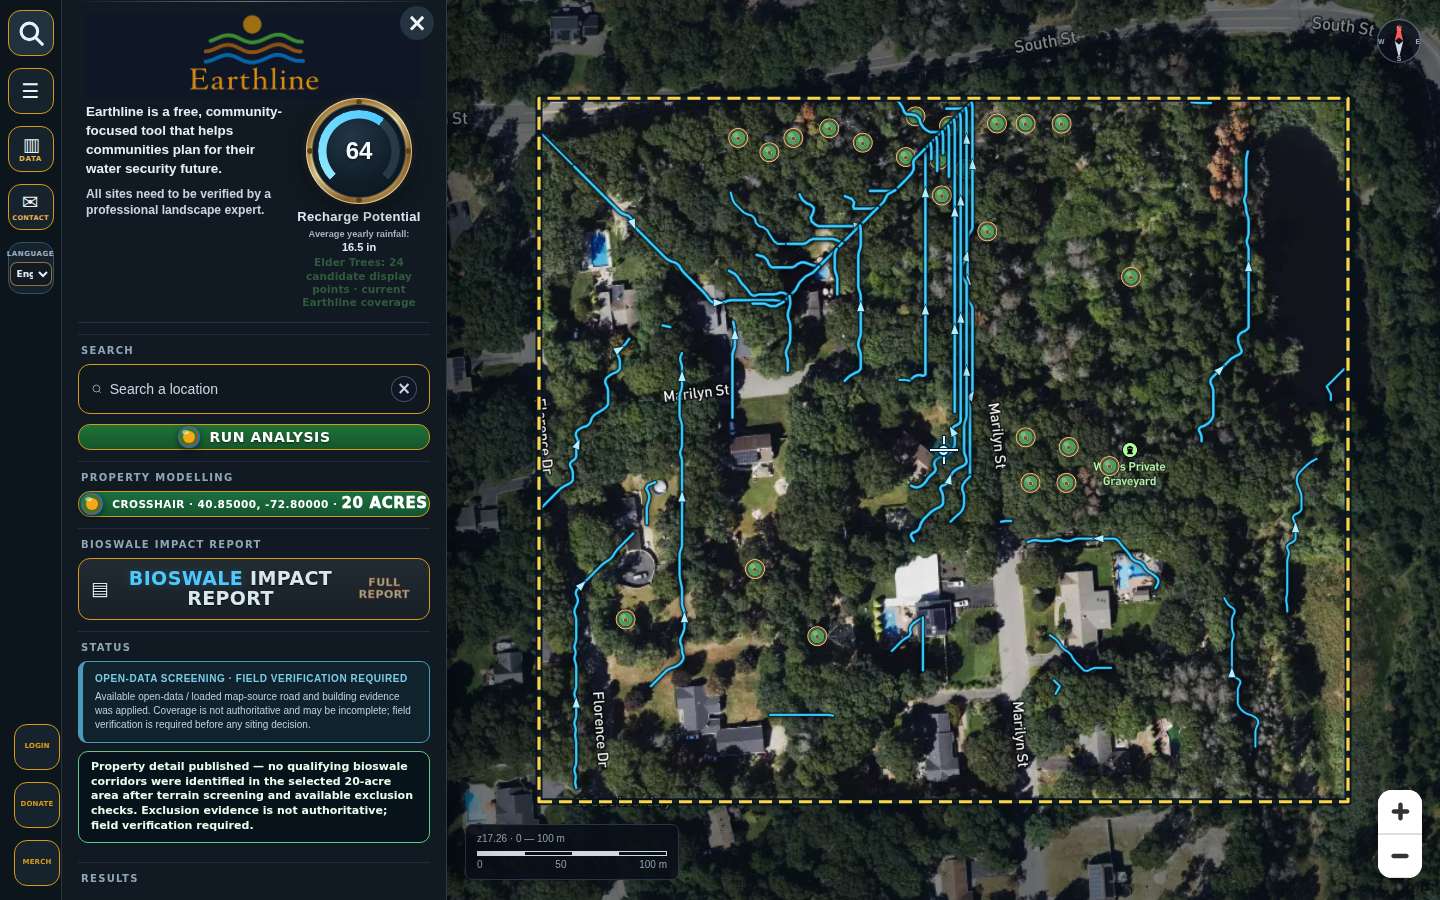 DATA
CONTACT
LANGUAGE
Eng
LOGIN
DONATE
MERCH
Earthline
Earthline is a free, community-
focused tool that helps
communities plan for their
water security future.
All sites need to be verified by a
professional landscape expert.
64
Recharge Potential
Average yearly rainfall:
16.5 in
Elder Trees: 24
candidate display
points · current
Earthline coverage
SEARCH
Search a location
RUN ANALYSIS
PROPERTY MODELLING
CROSSHAIR · 40.85000, -72.80000 · 20 ACRES
BIOSWALE IMPACT REPORT
BIOSWALE IMPACT
REPORT
FULL
REPORT
STATUS
OPEN-DATA SCREENING · FIELD VERIFICATION REQUIRED
Available open-data / loaded map-source road and building evidence
was applied. Coverage is not authoritative and may be incomplete; field
verification is required before any siting decision.
Property detail published — no qualifying bioswale
corridors were identified in the selected 20-acre
area after terrain screening and available exclusion
checks. Exclusion evidence is not authoritative;
field verification required.
RESULTS
South St
South St
St
N
W
E
S
Marilyn St
Marilyn St
Marilyn St
Florence Dr
Private
Graveyard
Florence Dr
z17.26 · 0 — 100 m
0
50
100 m